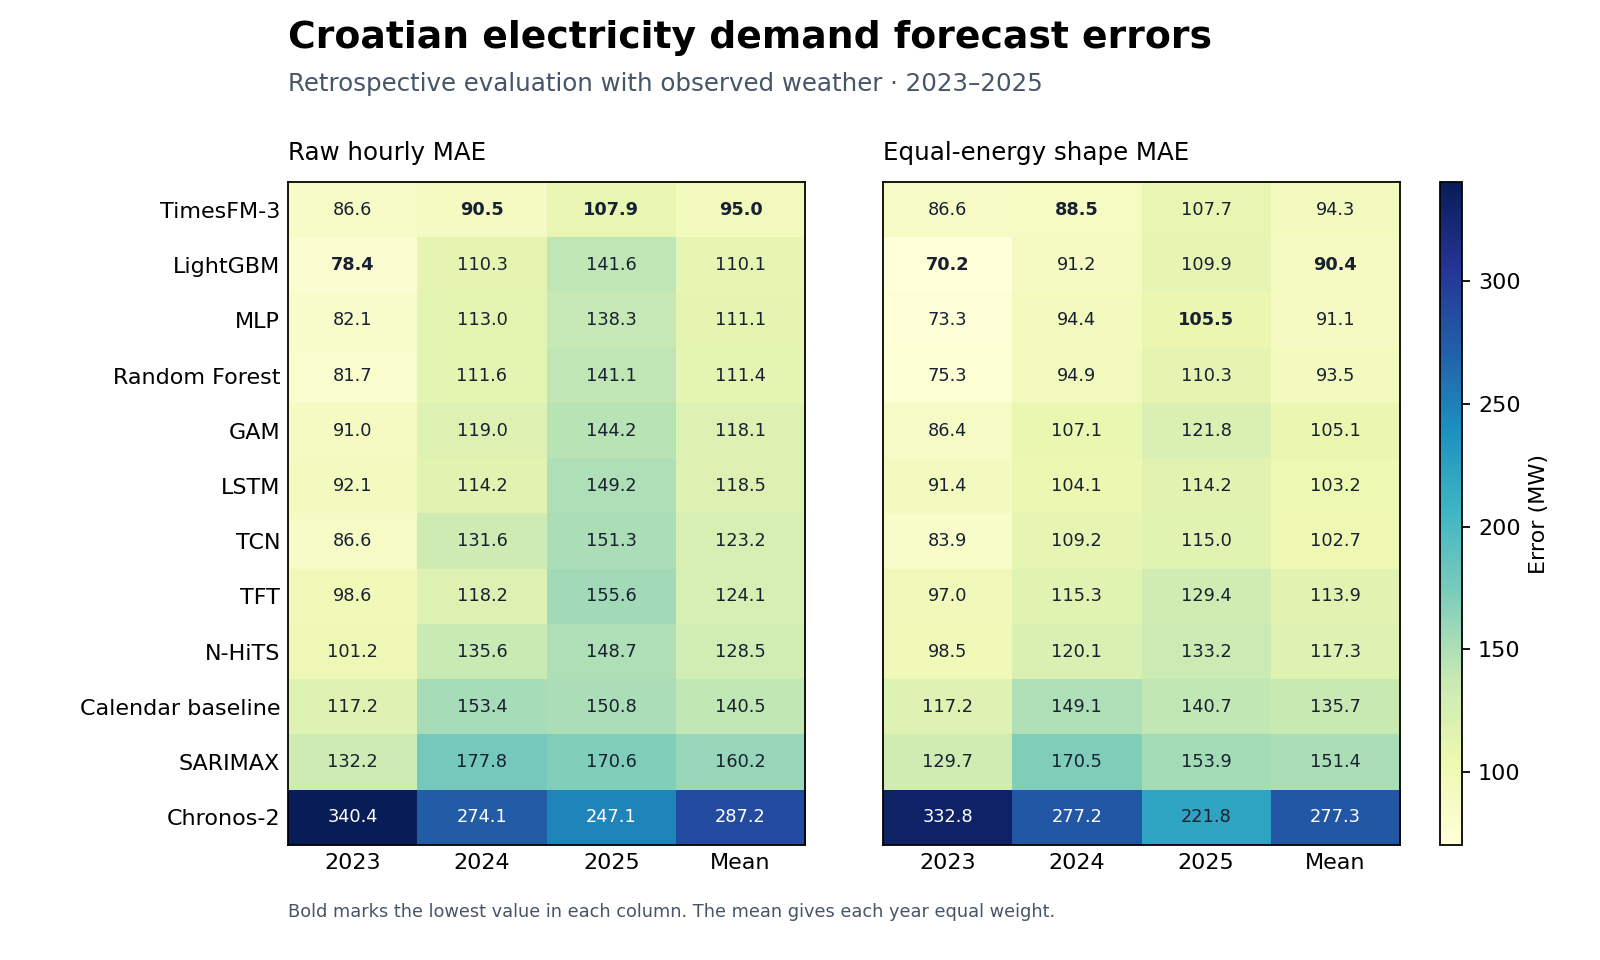 Croatian electricity demand forecast errors
Retrospective evaluation with observed weather · 2023–2025
Raw hourly MAE
Equal-energy shape MAE
TimesFM-3 86.6 90.5 107.9 95.0 86.6 88.5 107.7 94.3
LightGBM 78.4 110.3 141.6 110.1 70.2 91.2 109.9 90.4
MLP 82.1 113.0 138.3 111.1 73.3 94.4 105.5 91.1
Random Forest 81.7 111.6 141.1 111.4 75.3 94.9 110.3 93.5
GAM 91.0 119.0 144.2 118.1 86.4 107.1 121.8 105.1
LSTM 92.1 114.2 149.2 118.5 91.4 104.1 114.2 103.2
TCN 86.6 131.6 151.3 123.2 83.9 109.2 115.0 102.7
TFT 98.6 118.2 155.6 124.1 97.0 115.3 129.4 113.9
N-HiTS 101.2 135.6 148.7 128.5 98.5 120.1 133.2 117.3
Calendar baseline 117.2 153.4 150.8 140.5 117.2 149.1 140.7 135.7
SARIMAX 132.2 177.8 170.6 160.2 129.7 170.5 153.9 151.4
Chronos-2 340.4 274.1 247.1 287.2 332.8 277.2 221.8 277.3
2023 2024 2025 Mean 2023 2024 2025 Mean
300
250
200
150
100
Error (MW)
Bold marks the lowest value in each column. The mean gives each year equal weight.